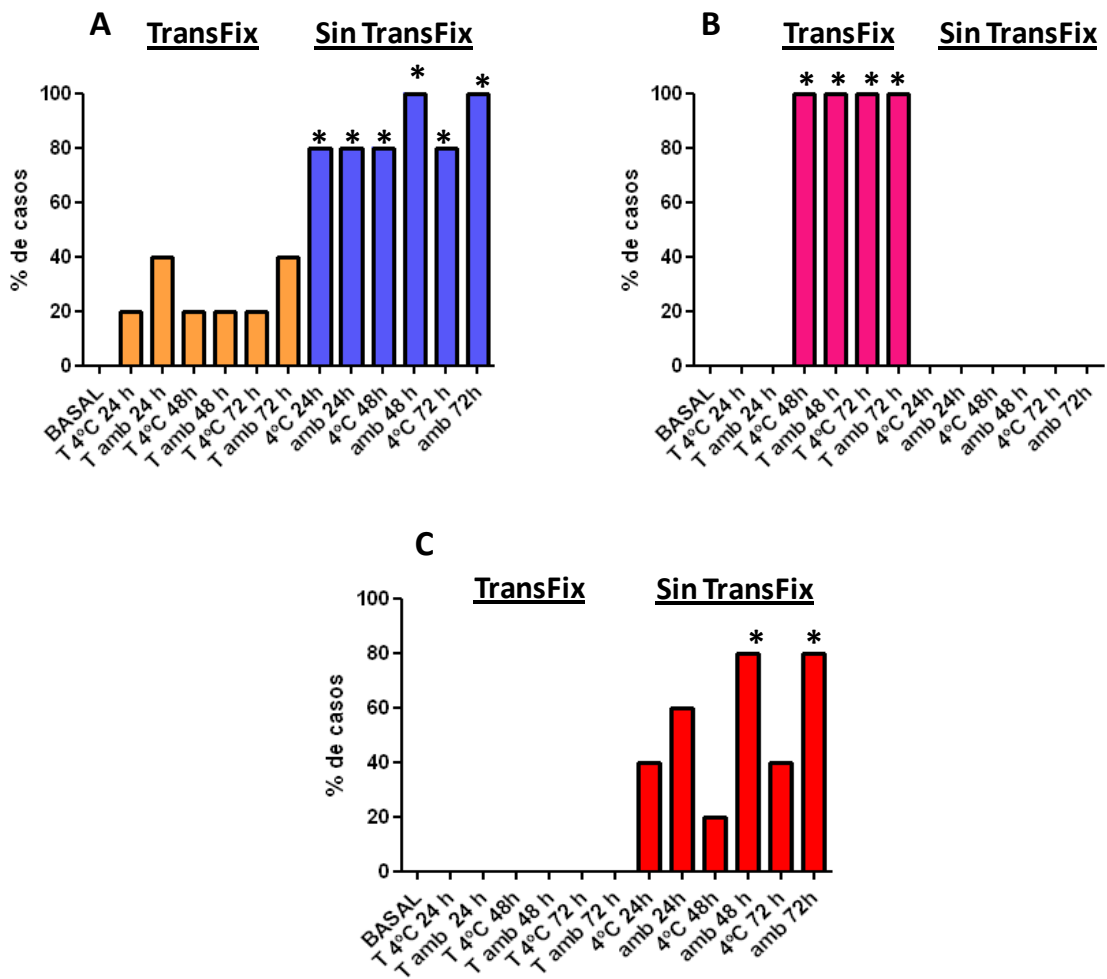 A
TransFix
Sin TransFix
*
*
*
*
*
*
100
80
60
40
20
0
% de casos
BASAL
T 4ºC 24 h
T amb 24 h
T 4ºC 48h
T amb 48 h
T 4ºC 72 h
T amb 72 h
4ºC 24h
amb 24h
4ºC 48h
amb 48 h
4ºC 72 h
amb 72h
B
TransFix
Sin TransFix
*
*
*
*
100
80
60
40
20
0
% de casos
BASAL
T 4ºC 24 h
T amb 24 h
T 4ºC 48h
T amb 48 h
T 4ºC 72 h
T amb 72 h
4ºC 24h
amb 24h
4ºC 48h
amb 48 h
4ºC 72 h
amb 72h
C
TransFix
Sin TransFix
*
*
100
80
60
40
20
0
% de casos
BASAL
T 4ºC 24 h
T amb 24 h
T 4ºC 48h
T amb 48 h
T 4ºC 72 h
T amb 72 h
4ºC 24h
amb 24h
4ºC 48h
amb 48 h
4ºC 72 h
amb 72h